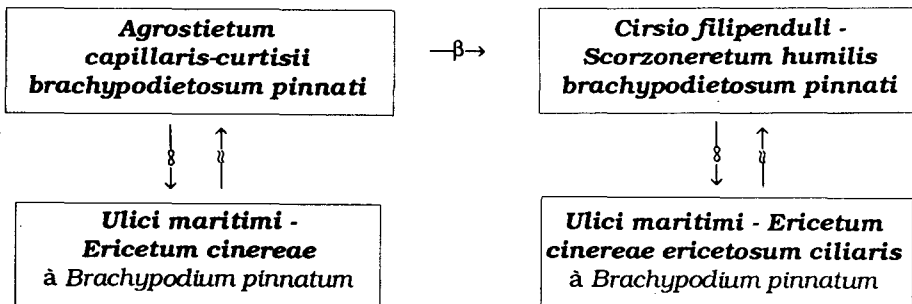 Agrostietum
capillaris-curtisii
brachypodietosum pinnati
β
Cirsio filipenduli -
Scorzoneretum humilis
brachypodietosum pinnati
Ulici maritimi -
Ericetum cinereae
à Brachypodium pinnatum
Ulici maritimi - Ericetum
cinereae ericetosum ciliaris
à Brachypodium pinnatum